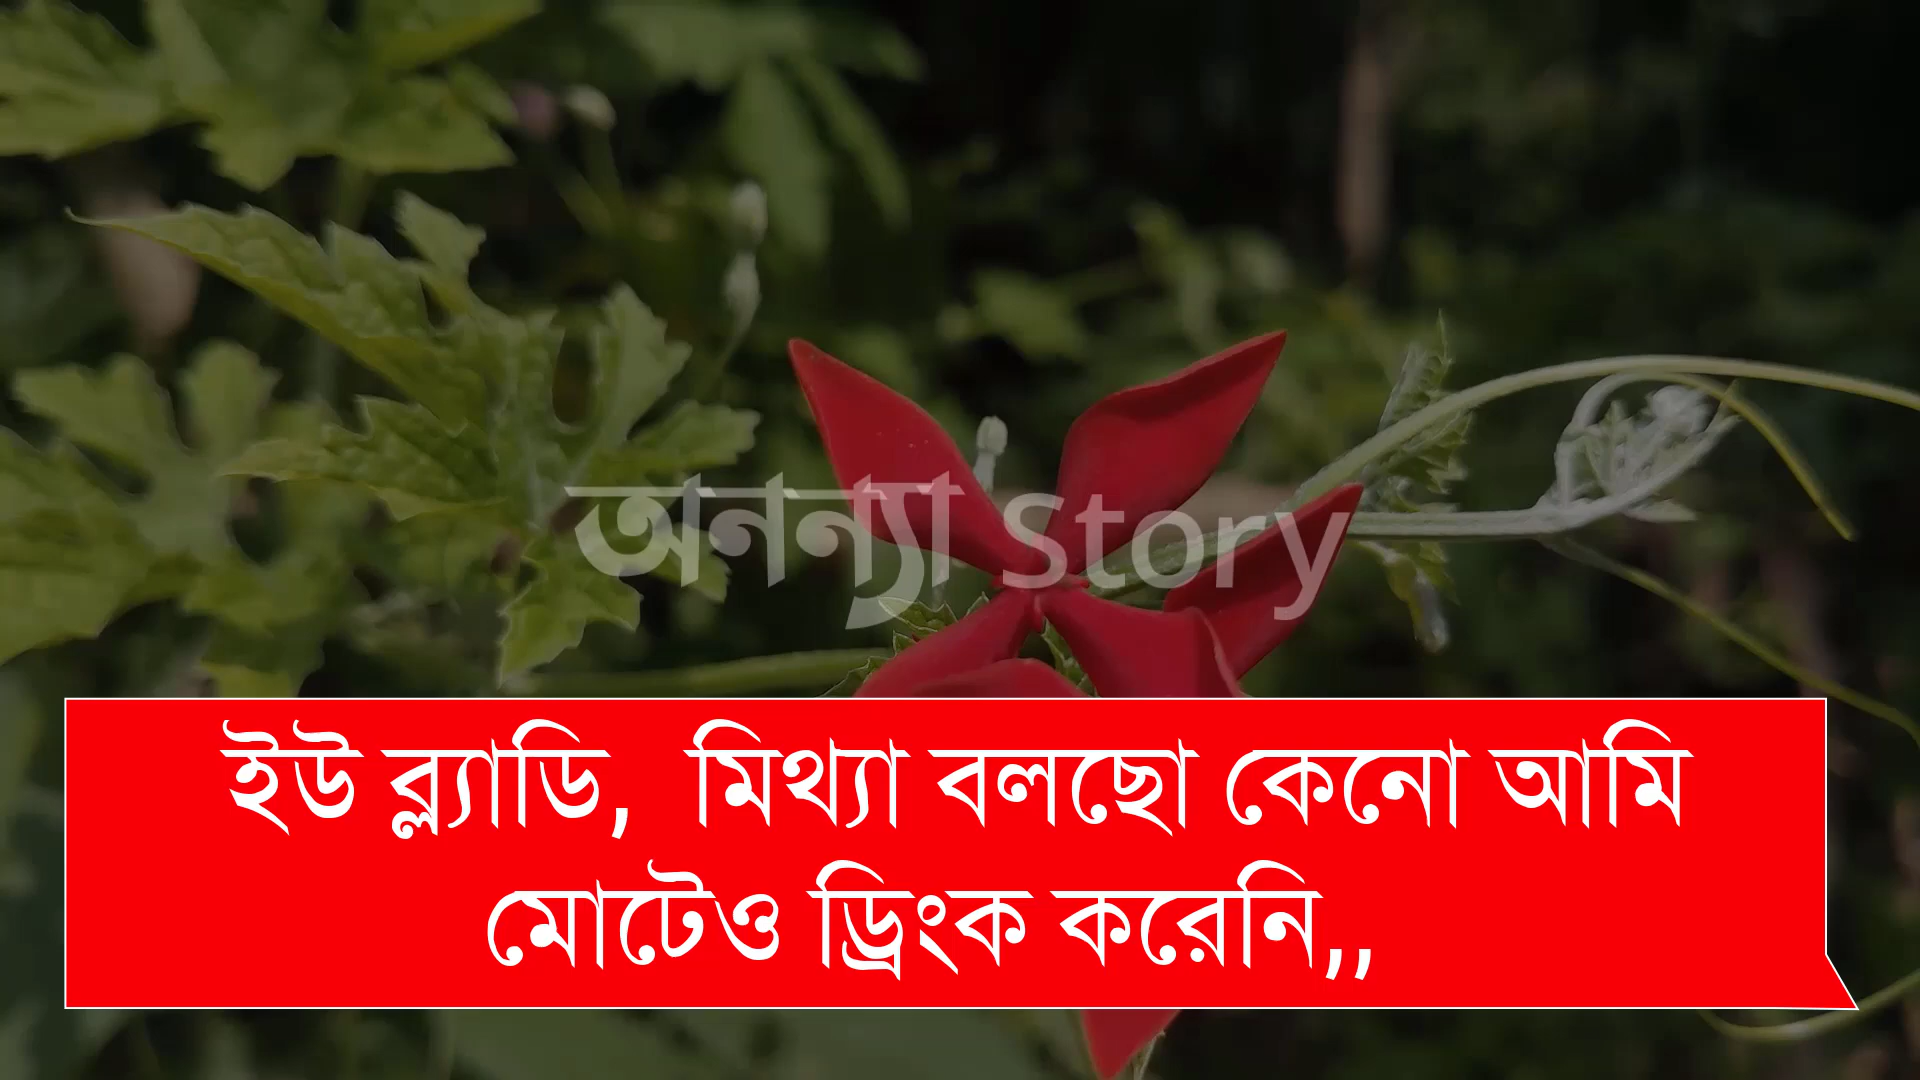 অনন্যা Story
ইউ ব্ল্যাডি, মিথ্যা বলছো কেনো আমি
মোটেও ড্রিংক করেনি,,